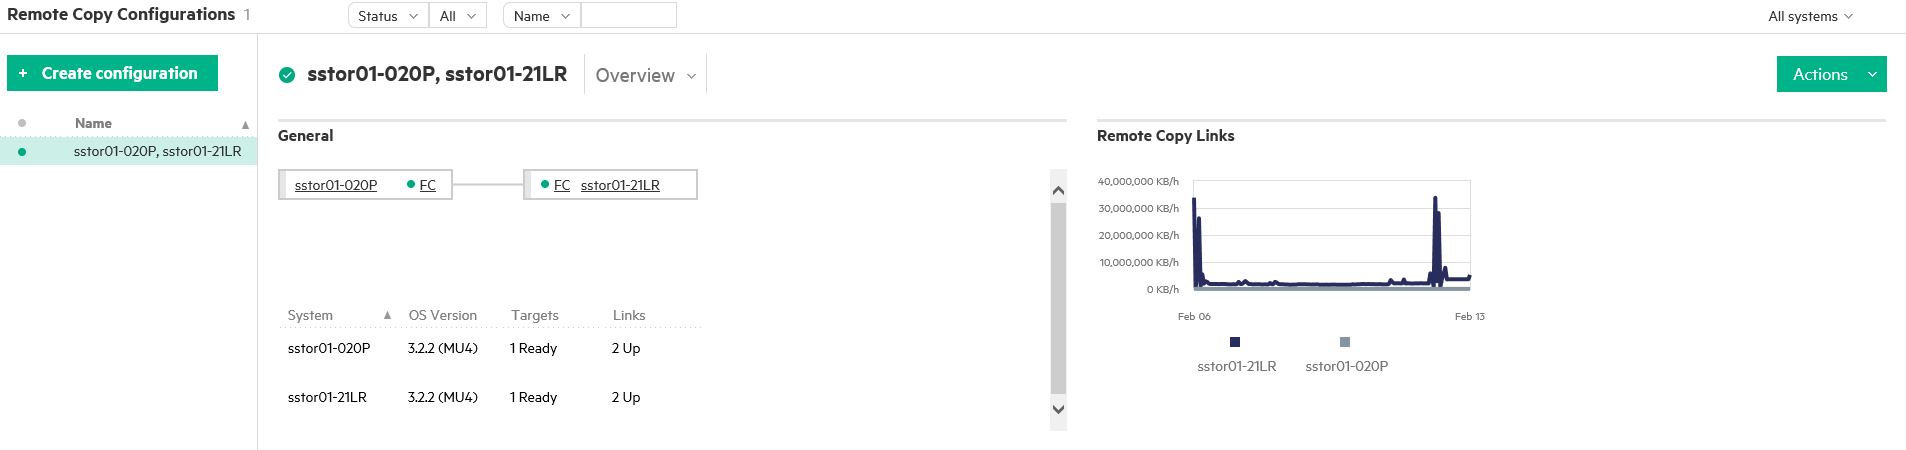 Remote Copy Configurations 1
Status All Name
All systems
+ Create configuration
Name
sstor01-020P, sstor01-21LR
sstor01-020P, sstor01-21LR Overview
Actions
General
sstor01-020P FC FC sstor01-21LR
System OS Version Targets Links
sstor01-020P 3.2.2 (MU4) 1 Ready 2 Up
sstor01-21LR 3.2.2 (MU4) 1 Ready 2 Up
Remote Copy Links
40,000,000 KB/h
30,000,000 KB/h
20,000,000 KB/h
10,000,000 KB/h
0 KB/h
Feb 06 Feb 13
sstor01-21LR sstor01-020P